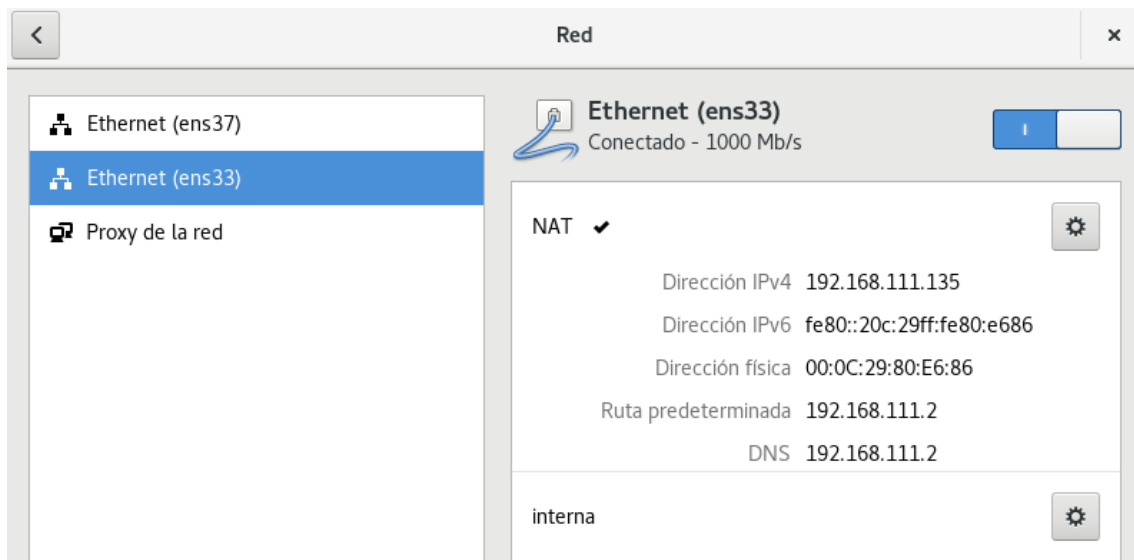 Red
Ethernet (ens37)
Ethernet (ens33)
Proxy de la red
Ethernet (ens33)
Conectado - 1000 Mb/s
NAT
Dirección IPv4 192.168.111.135
Dirección IPv6 fe80::20c:29ff:fe80:e686
Dirección física 00:0C:29:80:E6:86
Ruta predeterminada 192.168.111.2
DNS 192.168.111.2
interna